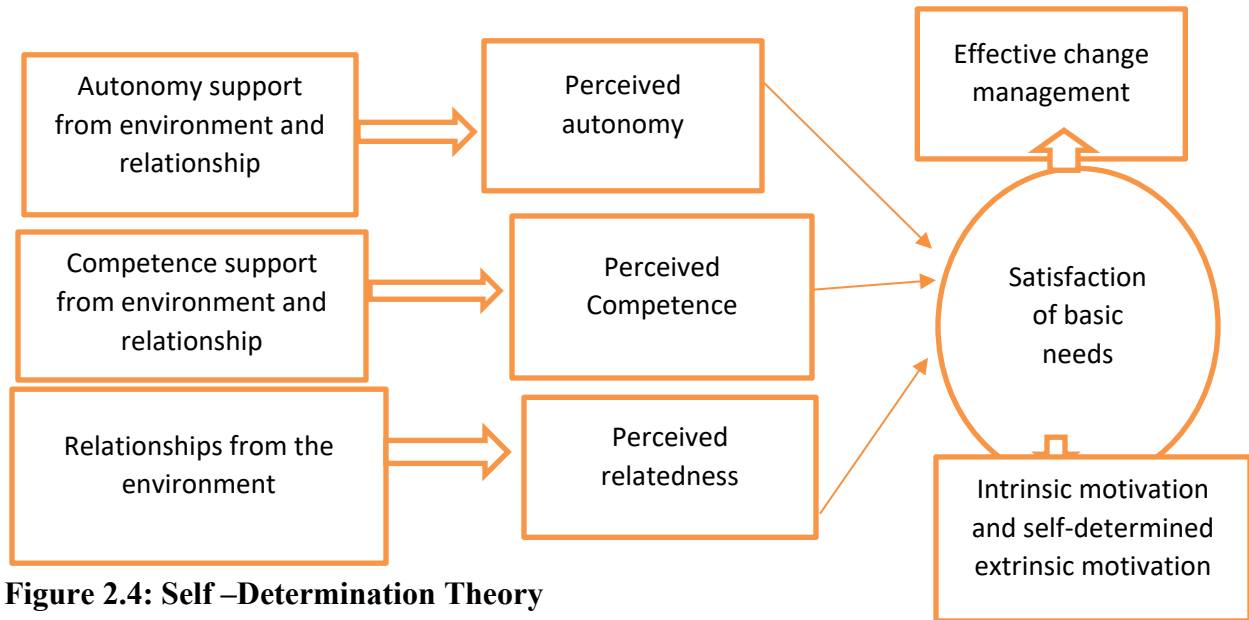 Autonomy support
from environment and
relationship
Perceived
autonomy
Effective change
management
Competence support
from environment and
relationship
Perceived
Competence
Satisfaction
of basic
needs
Relationships from the
environment
Perceived
relatedness
Intrinsic motivation
and self-determined
extrinsic motivation
Figure 2.4: Self –Determination Theory